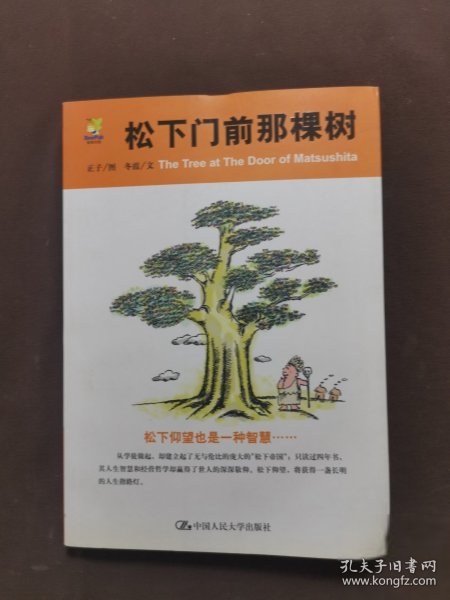 松下门前那棵树
正子/图 冬霞/文 The Tree at The Door of Matsushita
松下仰望也是一种智慧……
从学徒做起，却建立起了无与伦比的庞大的“松下帝国”；只读过四年书，
其人生智慧和经营哲学却赢得了世人的深深敬仰。松下仰望，将获得一盏长明
的人生指路灯。
中国人民大学出版社
孔夫子旧书网
www.kongfz.com